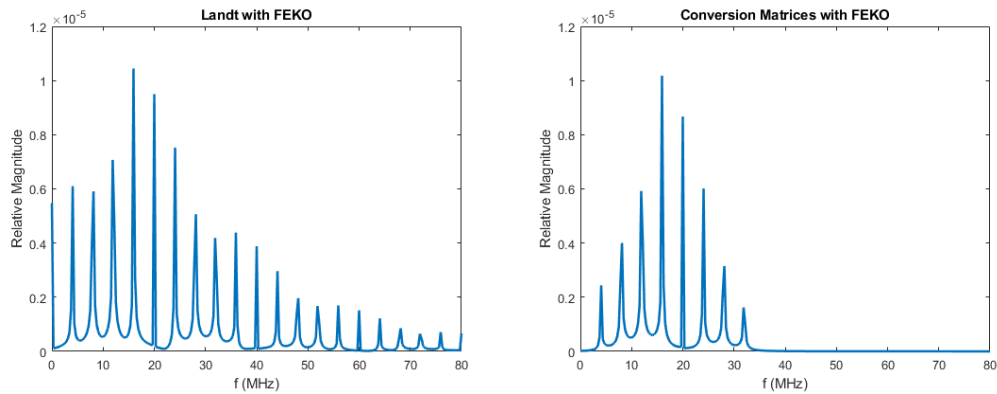 Landt with FEKO
×10^-5
Relative Magnitude
1.2
1
0.8
0.6
0.4
0.2
0
0 10 20 30 40 50 60 70 80
f (MHz)
Conversion Matrices with FEKO
×10^-5
Relative Magnitude
1.2
1
0.8
0.6
0.4
0.2
0
0 10 20 30 40 50 60 70 80
f (MHz)